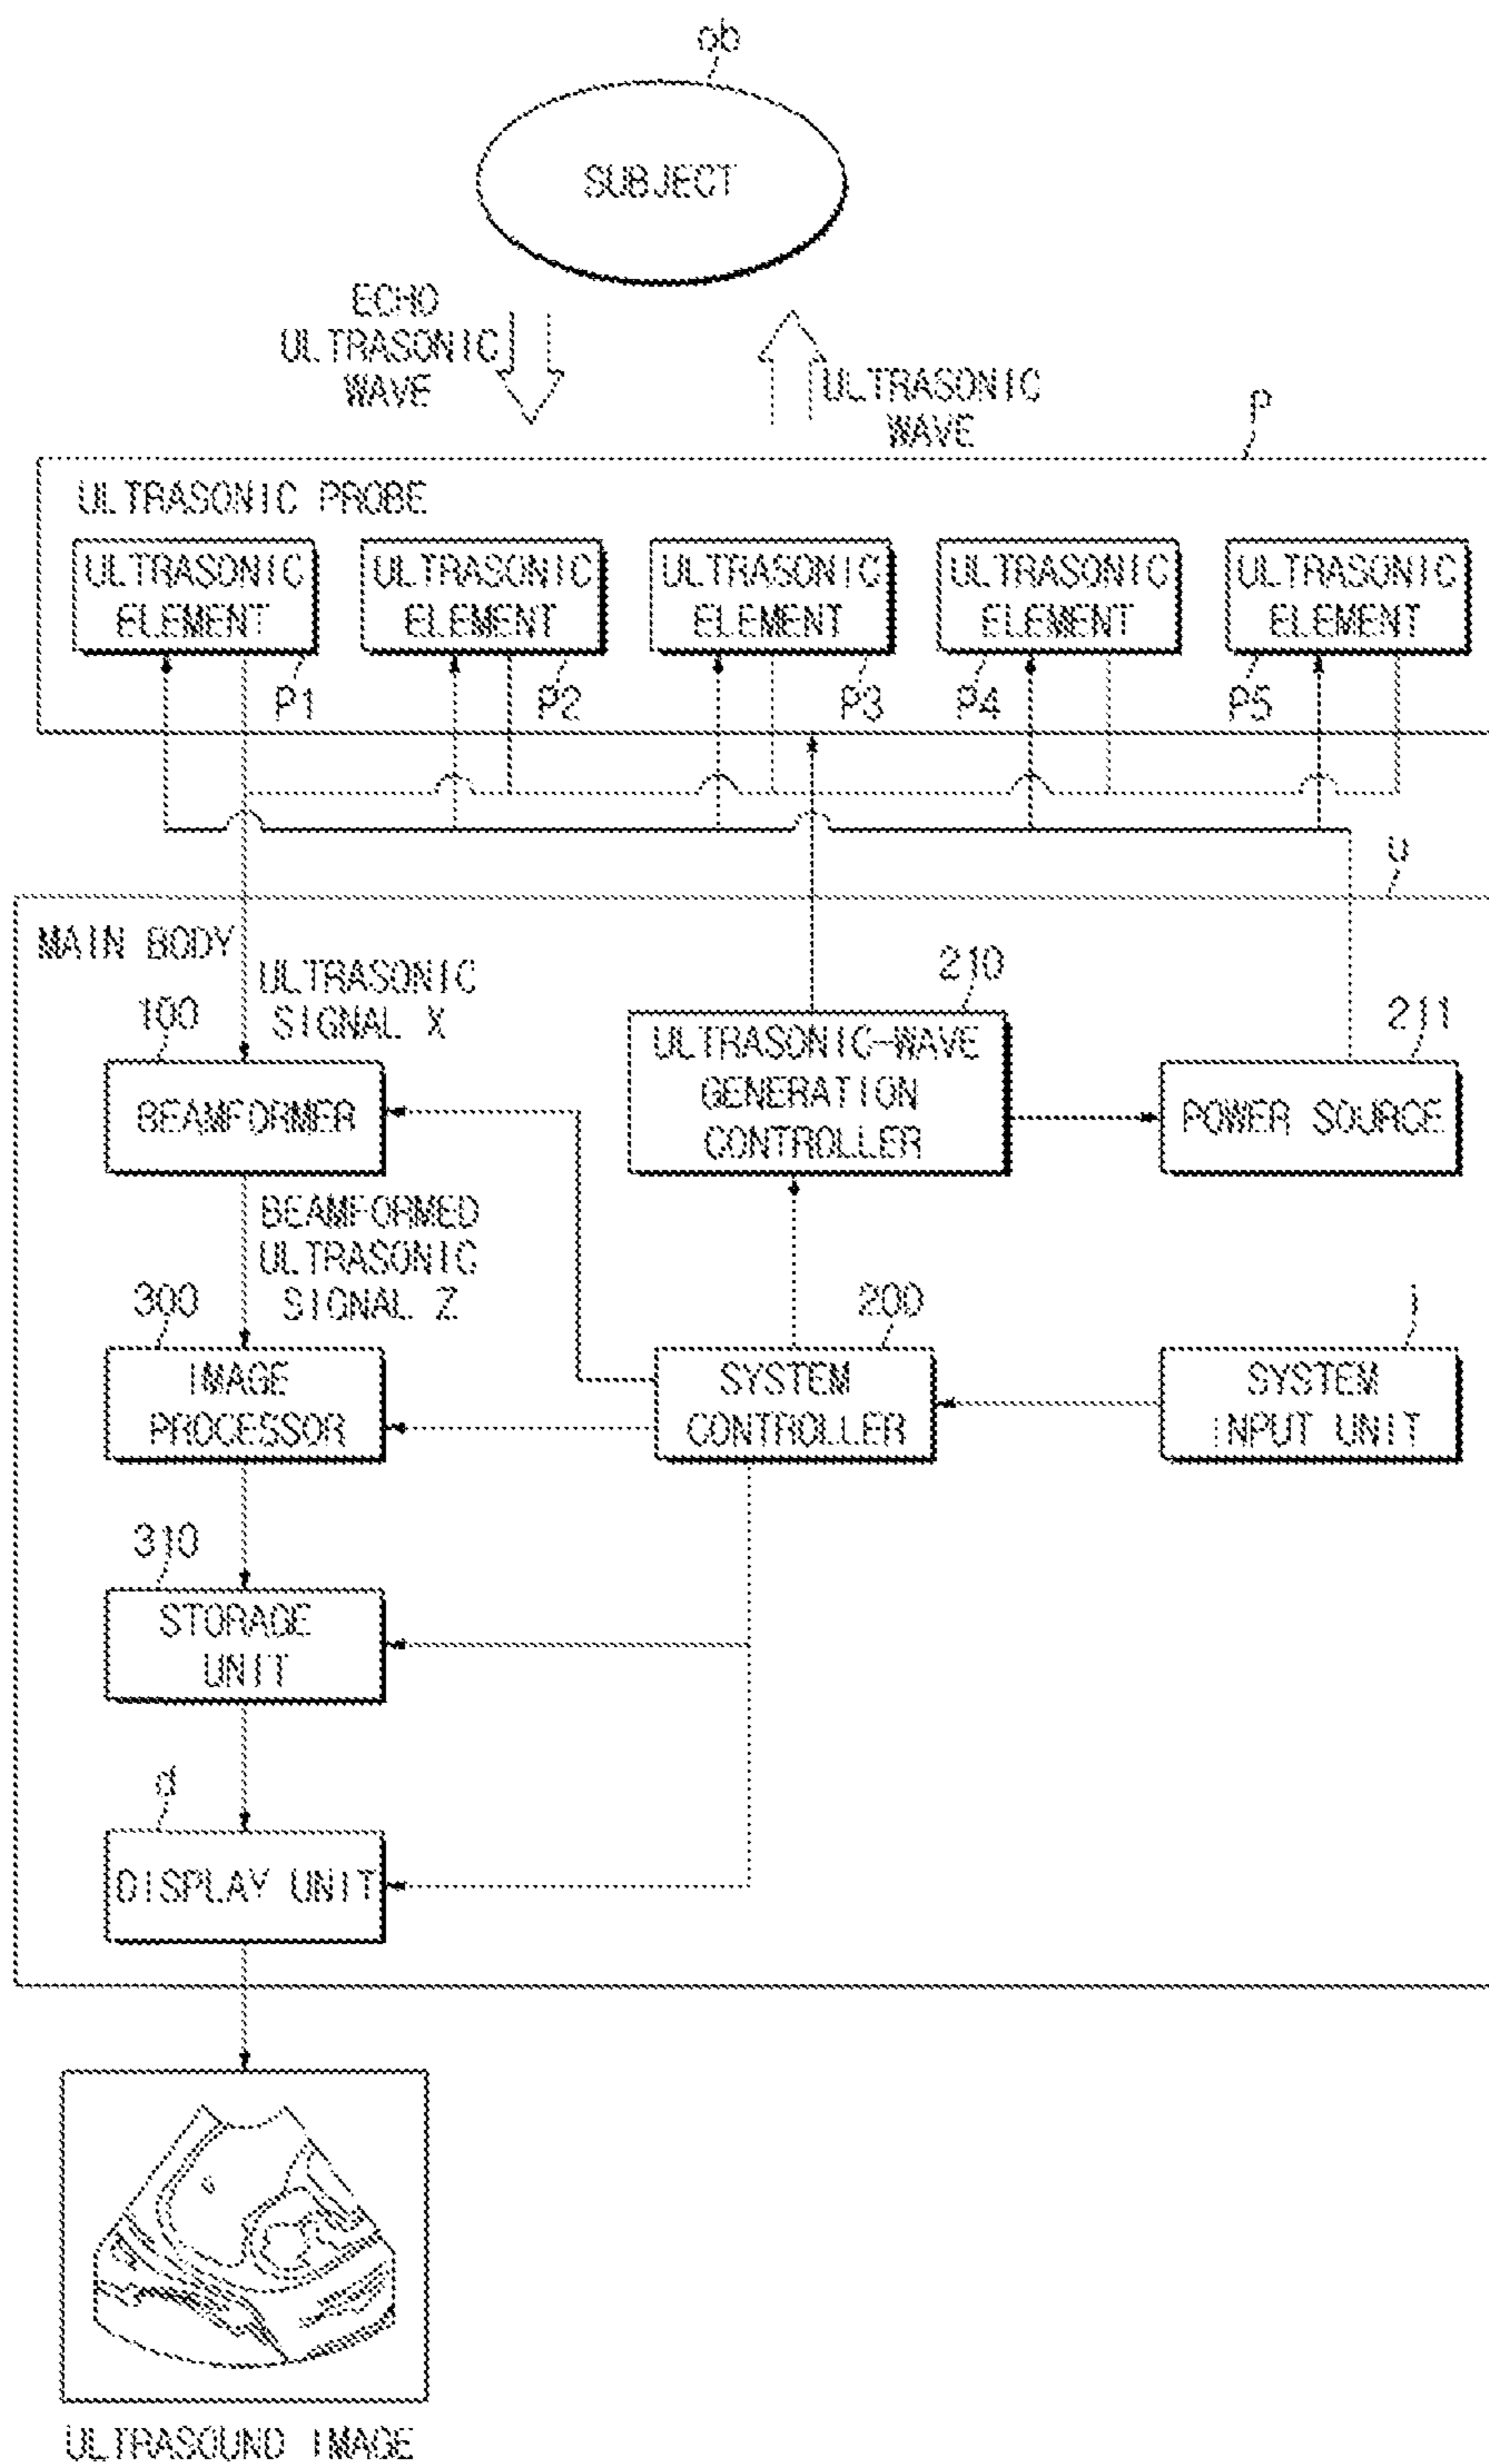 ob
SUBJECT
ECHO
ULTRASONIC
WAVE
ULTRASONIC
WAVE
p
ULTRASONIC PROBE
ULTRASONIC
ELEMENT
ULTRASONIC
ELEMENT
ULTRASONIC
ELEMENT
ULTRASONIC
ELEMENT
ULTRASONIC
ELEMENT
P1
P2
P3
P4
P5
u
MAIN BODY
ULTRASONIC
SIGNAL X
100
BEAMFORMER
210
ULTRASONIC-WAVE
GENERATION
CONTROLLER
211
POWER SOURCE
BEAMFORMED
ULTRASONIC
SIGNAL Z
300
IMAGE
PROCESSOR
200
SYSTEM
CONTROLLER
i
SYSTEM
INPUT UNIT
310
STORAGE
UNIT
d
DISPLAY UNIT
ULTRASOUND IMAGE